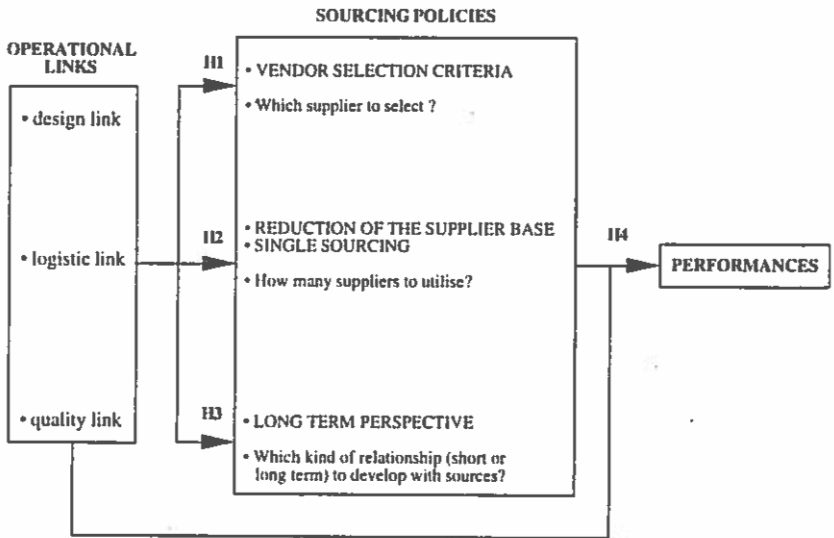 SOURCING POLICIES
OPERATIONAL
LINKS
• design link
• logistic link
• quality link
H1
• VENDOR SELECTION CRITERIA
• Which supplier to select ?
H2
• REDUCTION OF THE SUPPLIER BASE
• SINGLE SOURCING
• How many suppliers to utilise?
H3
• LONG TERM PERSPECTIVE
• Which kind of relationship (short or
long term) to develop with sources?
H4
PERFORMANCES